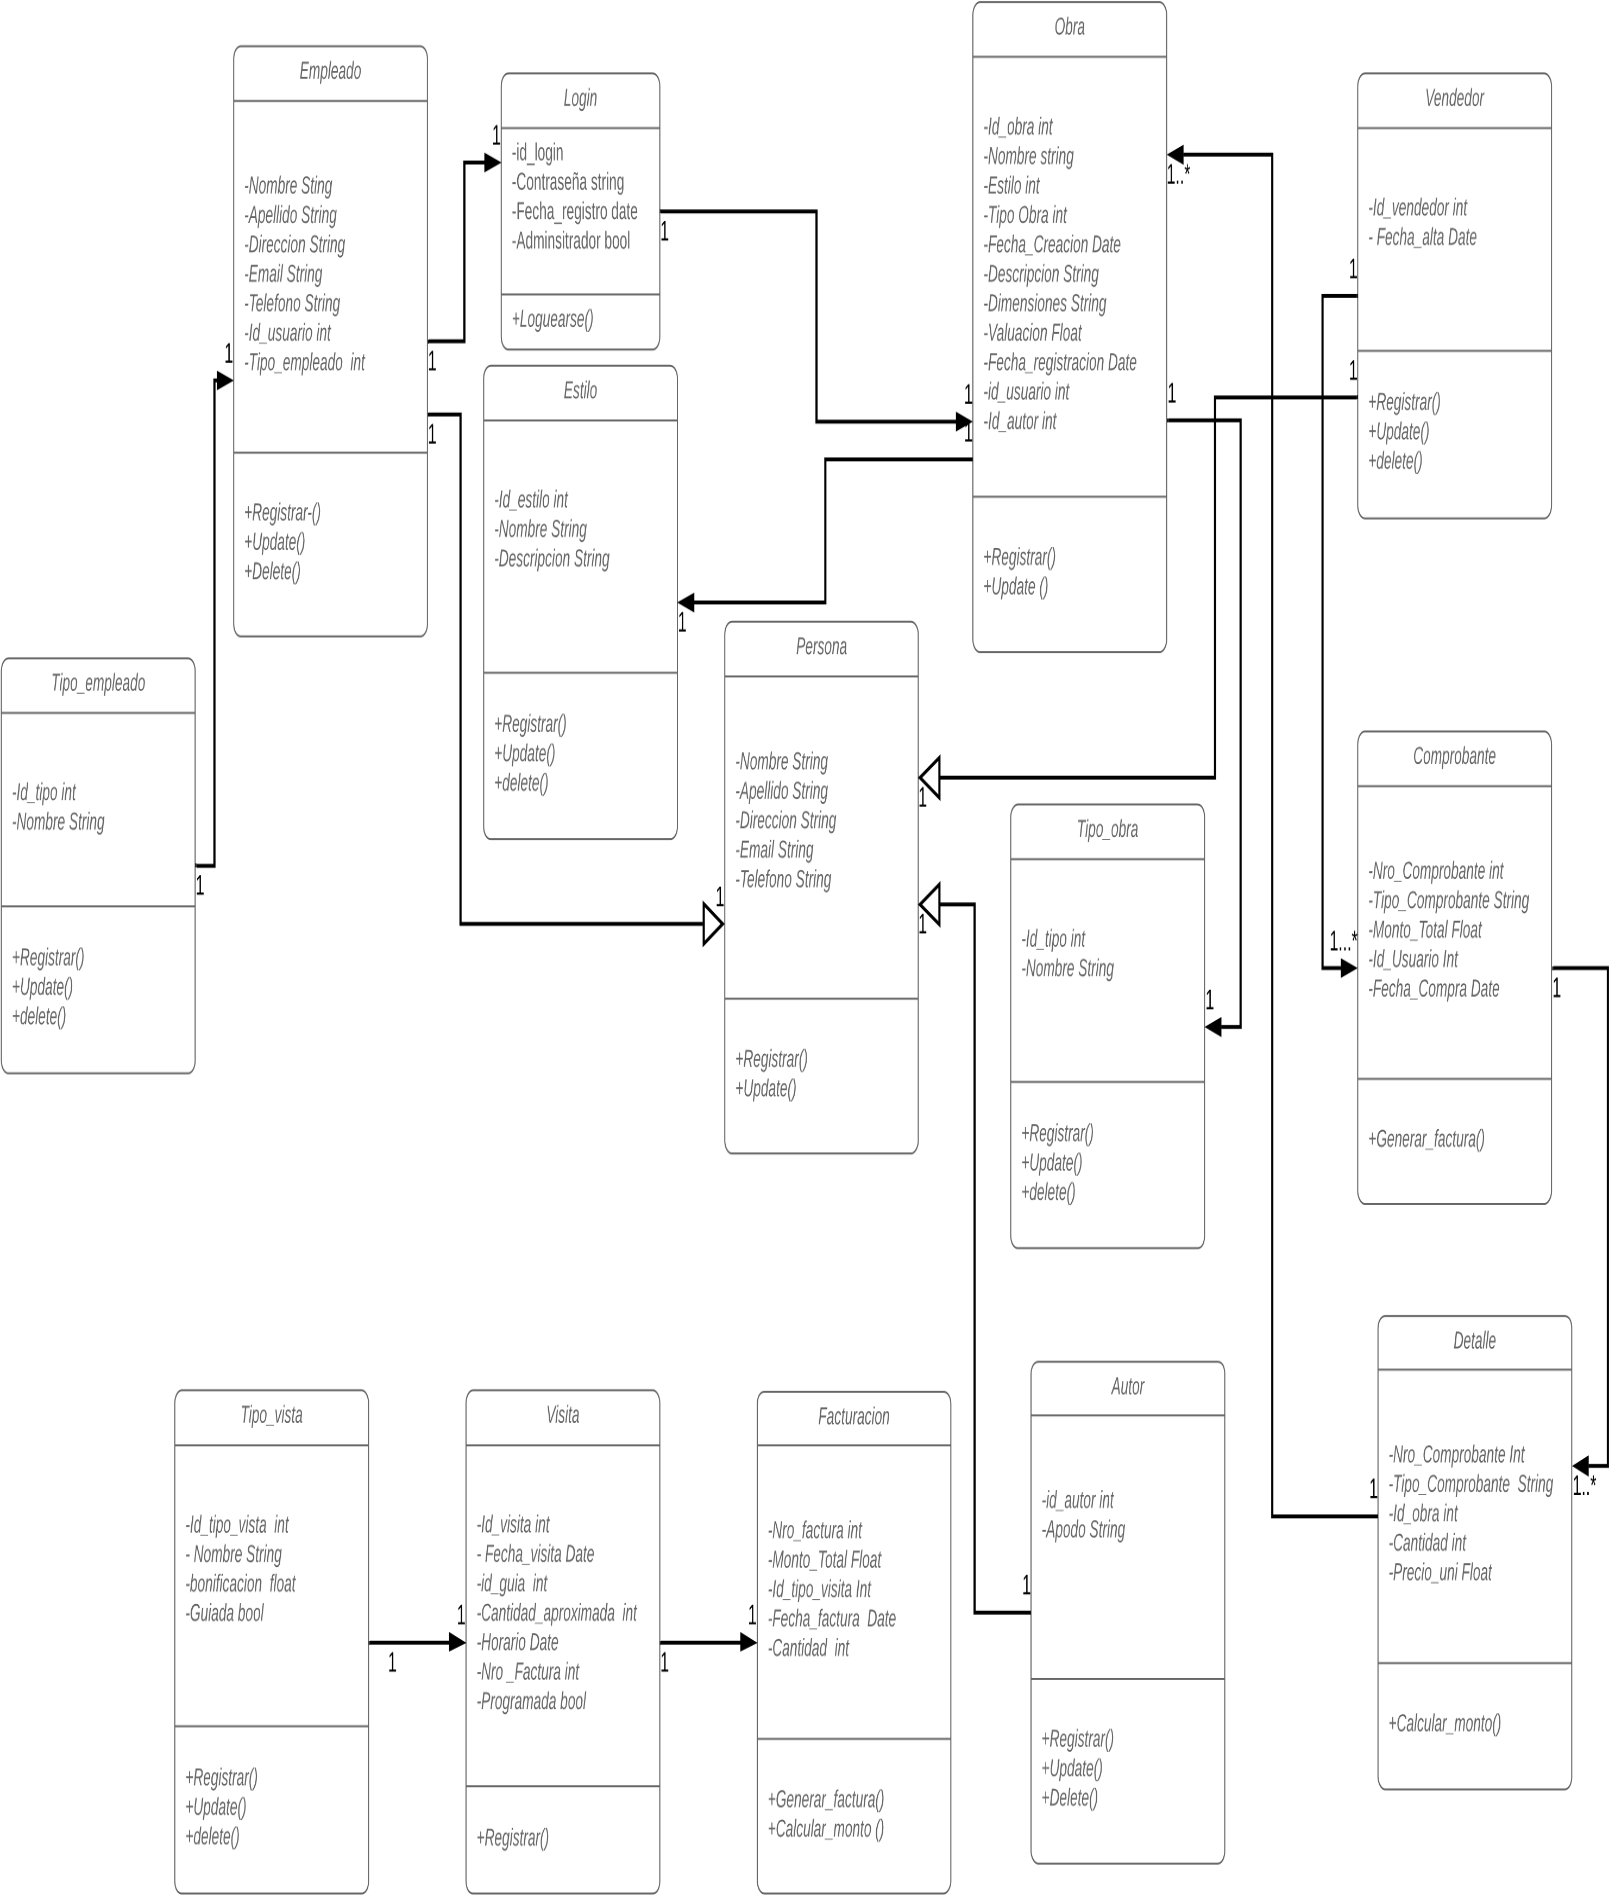 Empleado
-Nombre Sting
-Apellido String
-Direccion String
-Email String
-Telefono String
-Id_usuario int
-Tipo_empleado  int
+Registrar-()
+Update()
+Delete()
1
1
1
Login
-id_login
-Contraseña string
-Fecha_registro date
-Adminsitrador bool
+Loguearse()
1
1
Obra
-Id_obra int
-Nombre string
-Estilo int
-Tipo Obra int
-Fecha_Creacion Date
-Descripcion String
-Dimensiones String
-Valuacion Float
-Fecha_registracion Date
-id_usuario int
-Id_autor int
+Registrar()
+Update ()
1..*
1
1
1
Vendedor
-Id_vendedor int
- Fecha_alta Date
+Registrar()
+Update()
+delete()
1
1
Estilo
-Id_estilo int
-Nombre String
-Descripcion String
+Registrar()
+Update()
+delete()
1
Tipo_empleado
-Id_tipo int
-Nombre String
+Registrar()
+Update()
+delete()
1
Persona
-Nombre String
-Apellido String
-Direccion String
-Email String
-Telefono String
+Registrar()
+Update()
1
1
1
Tipo_obra
-Id_tipo int
-Nombre String
+Registrar()
+Update()
+delete()
1
Comprobante
-Nro_Comprobante int
-Tipo_Comprobante String
-Monto_Total Float
-Id_Usuario Int
-Fecha_Compra Date
+Generar_factura()
1...*
1
Tipo_vista
-Id_tipo_vista  int
- Nombre String
-bonificacion  float
-Guiada bool
+Registrar()
+Update()
+delete()
1
Visita
-Id_visita int
- Fecha_visita Date
-id_guia  int
-Cantidad_aproximada  int
-Horario Date
-Nro _Factura int
-Programada bool
+Registrar()
1
1
Facturacion
-Nro_factura int
-Monto_Total Float
-Id_tipo_visita Int
-Fecha_factura  Date
-Cantidad  int
+Generar_factura()
+Calcular_monto ()
1
Autor
-id_autor int
-Apodo String
+Registrar()
+Update()
+Delete()
1
Detalle
-Nro_Comprobante Int
-Tipo_Comprobante  String
-Id_obra int
-Cantidad int
-Precio_uni Float
+Calcular_monto()
1
1..*